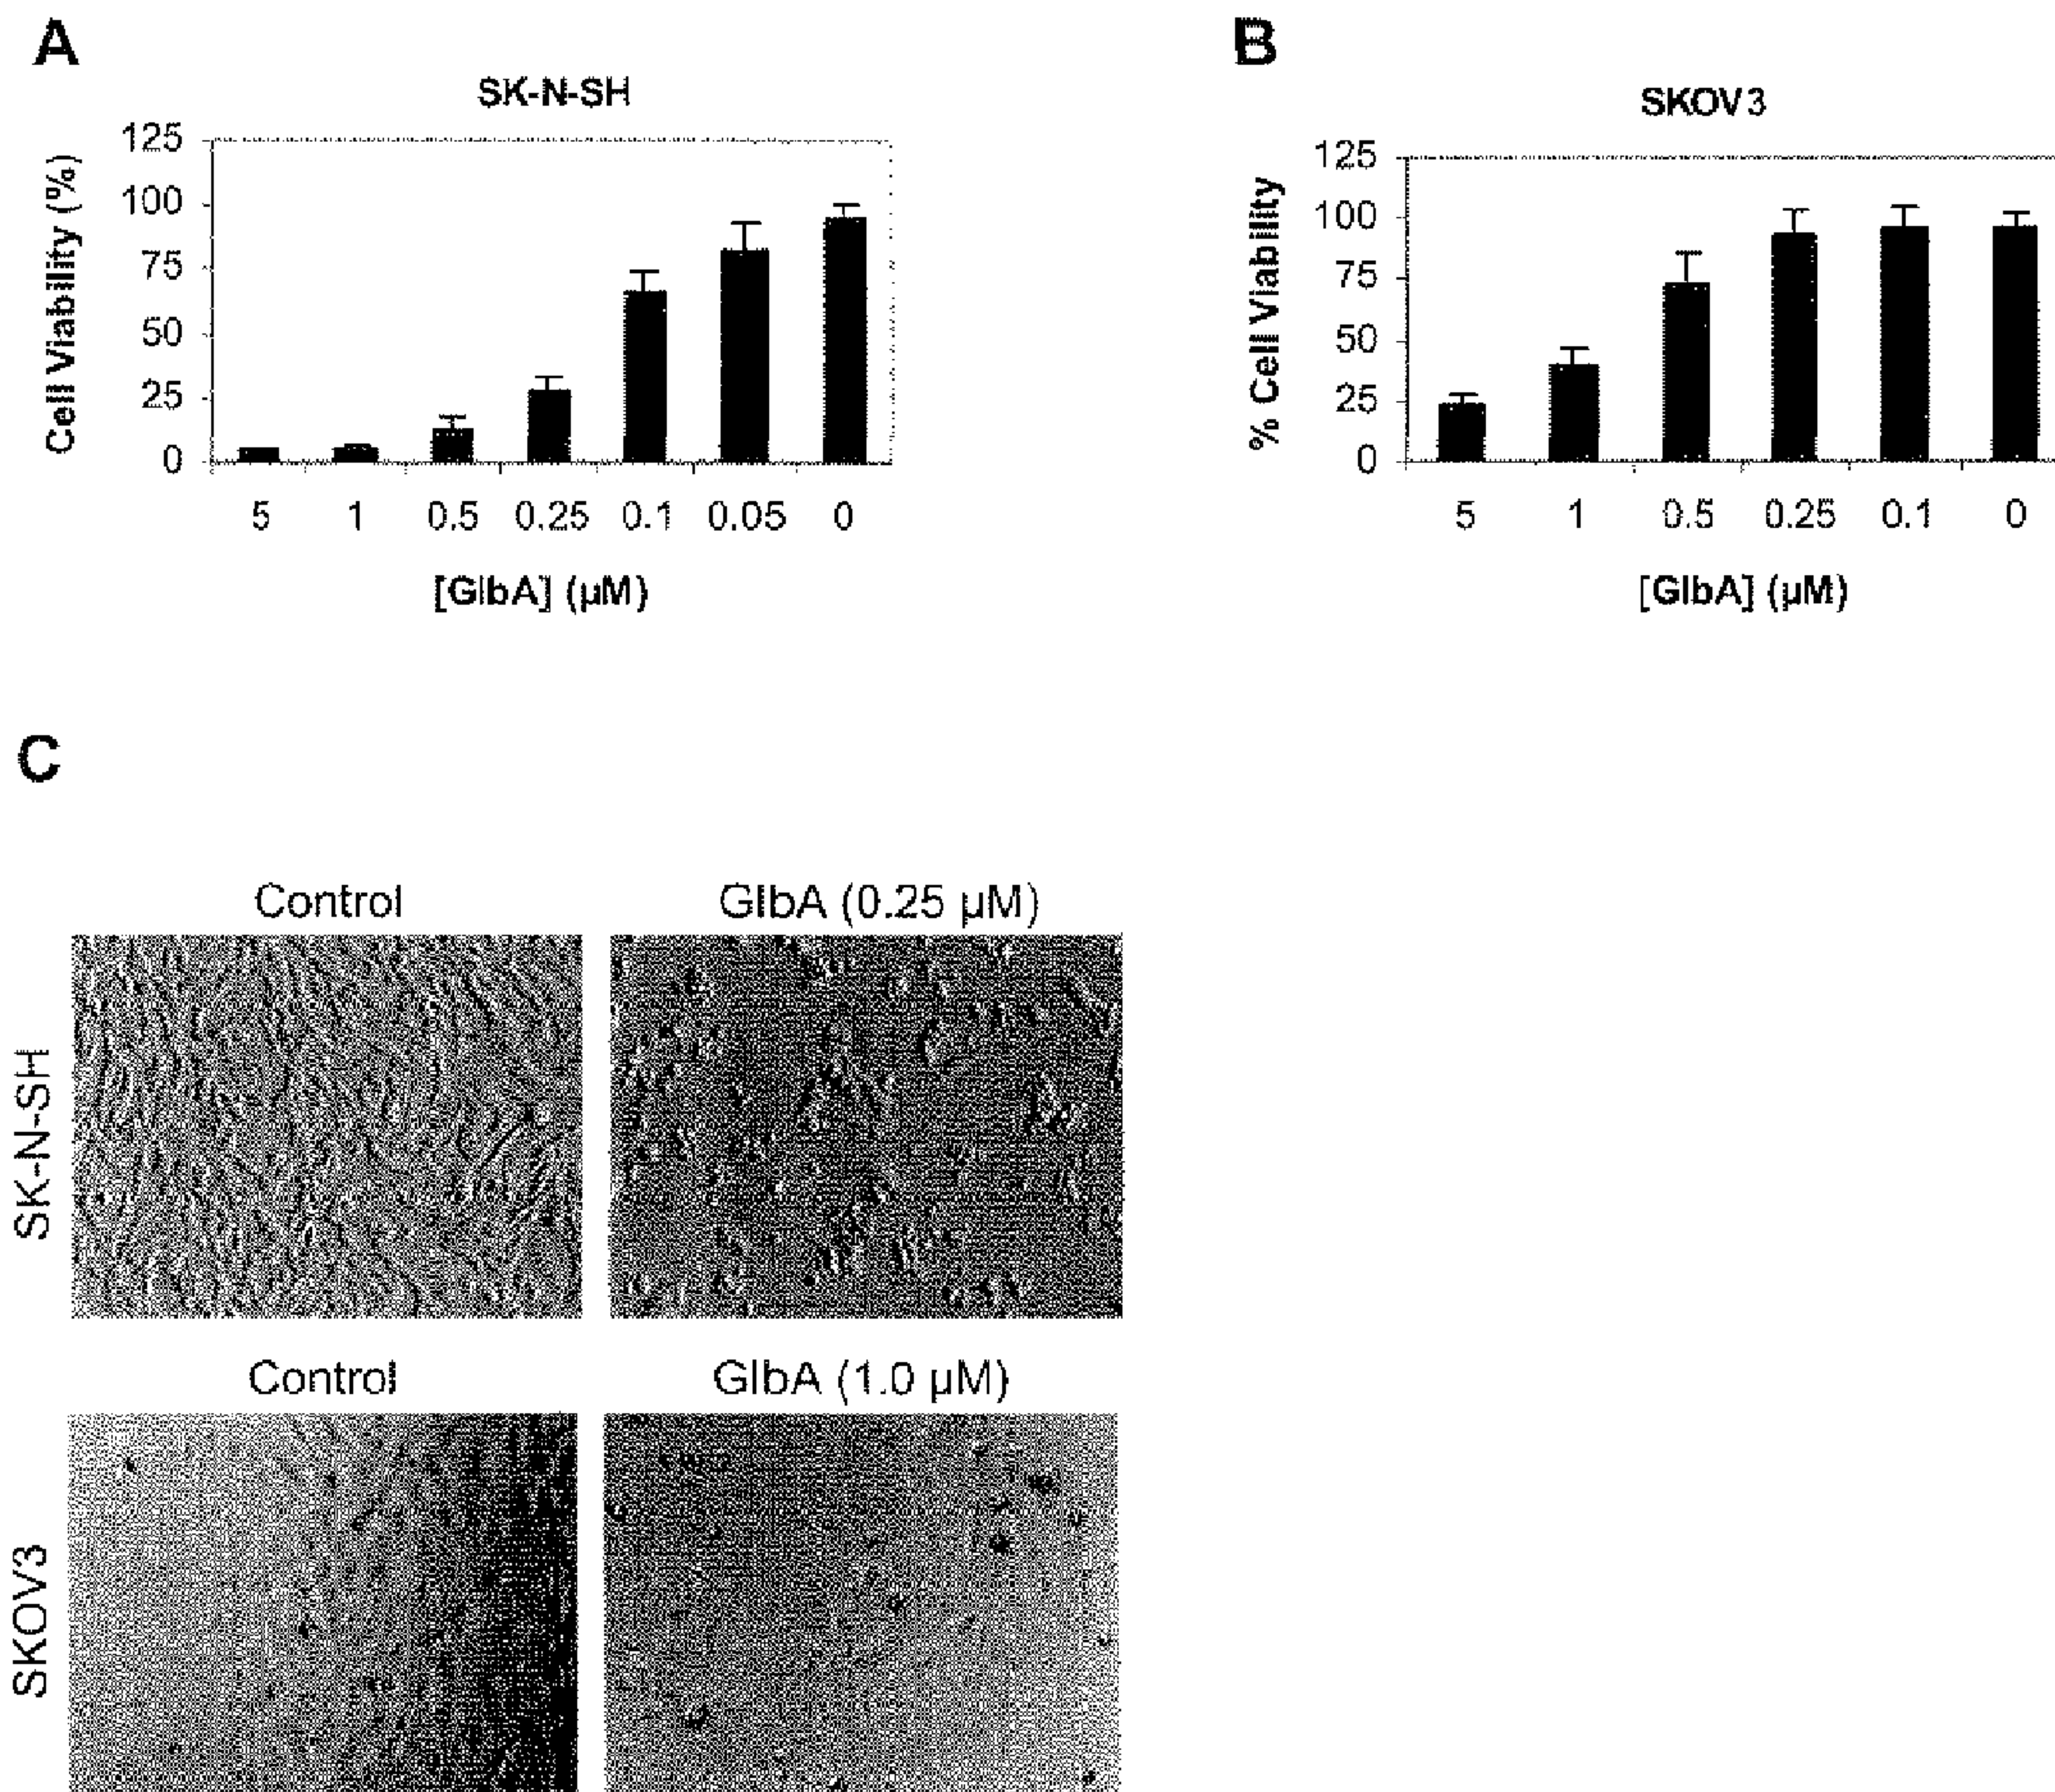 A
SK-N-SH
Cell Viability (%)
125
100
75
50
25
0
5 1 0.5 0.25 0.1 0.05 0
[GlbA] (µM)
B
SKOV3
% Cell Viability
125
100
75
50
25
0
5 1 0.5 0.25 0.1 0
[GlbA] (µM)
C
Control GlbA (0.25 µM)
SK-N-SH
Control GlbA (1.0 µM)
SKOV3